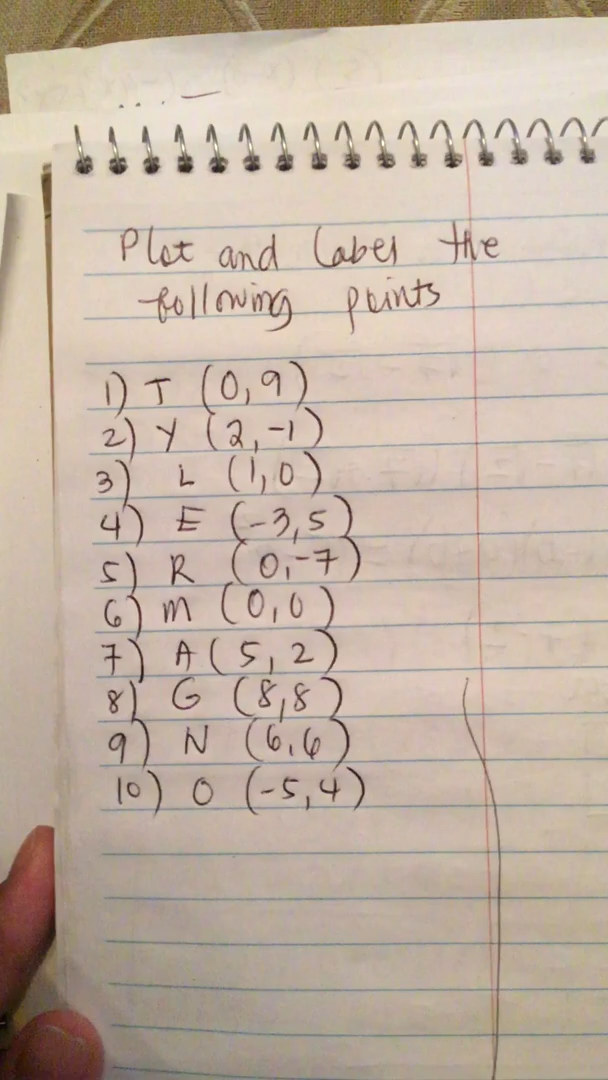 Plot and label the
following points
1) T (0,9)
2) Y (2,-1)
3) L (1,0)
4) E (-3,5)
5) R (0,-7)
6) M (0,0)
7) A (5,2)
8) G (8,8)
9) N (6,6)
10) O (-5,4)